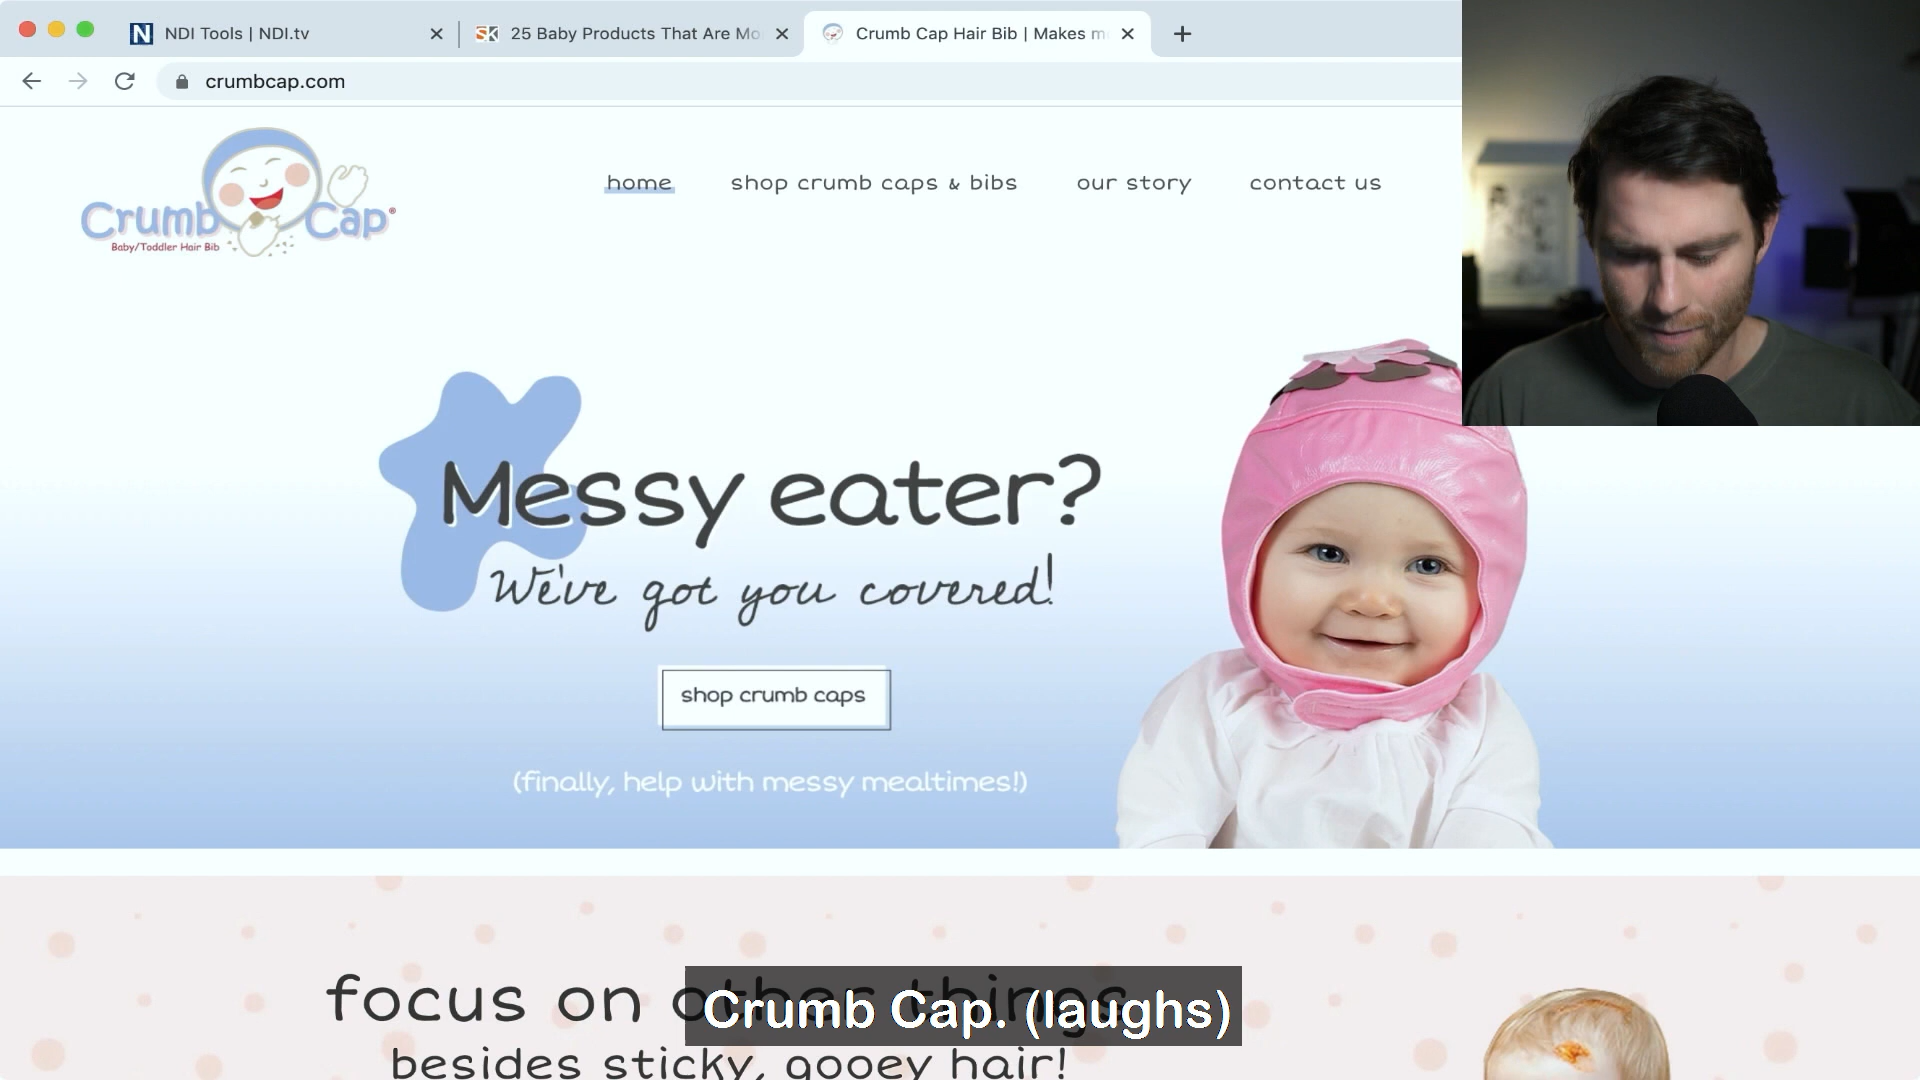 NDI Tools | NDI.tv
25 Baby Products That Are Mo
Crumb Cap Hair Bib | Makes m
crumbcap.com
Crumb Cap®
Baby/Toddler Hair Bib
home
shop crumb caps & bibs
our story
contact us
Messy eater?
We've got you covered!
shop crumb caps
(finally, help with messy mealtimes!)
focus on other things
besides sticky, gooey hair!
Crumb Cap. (laughs)